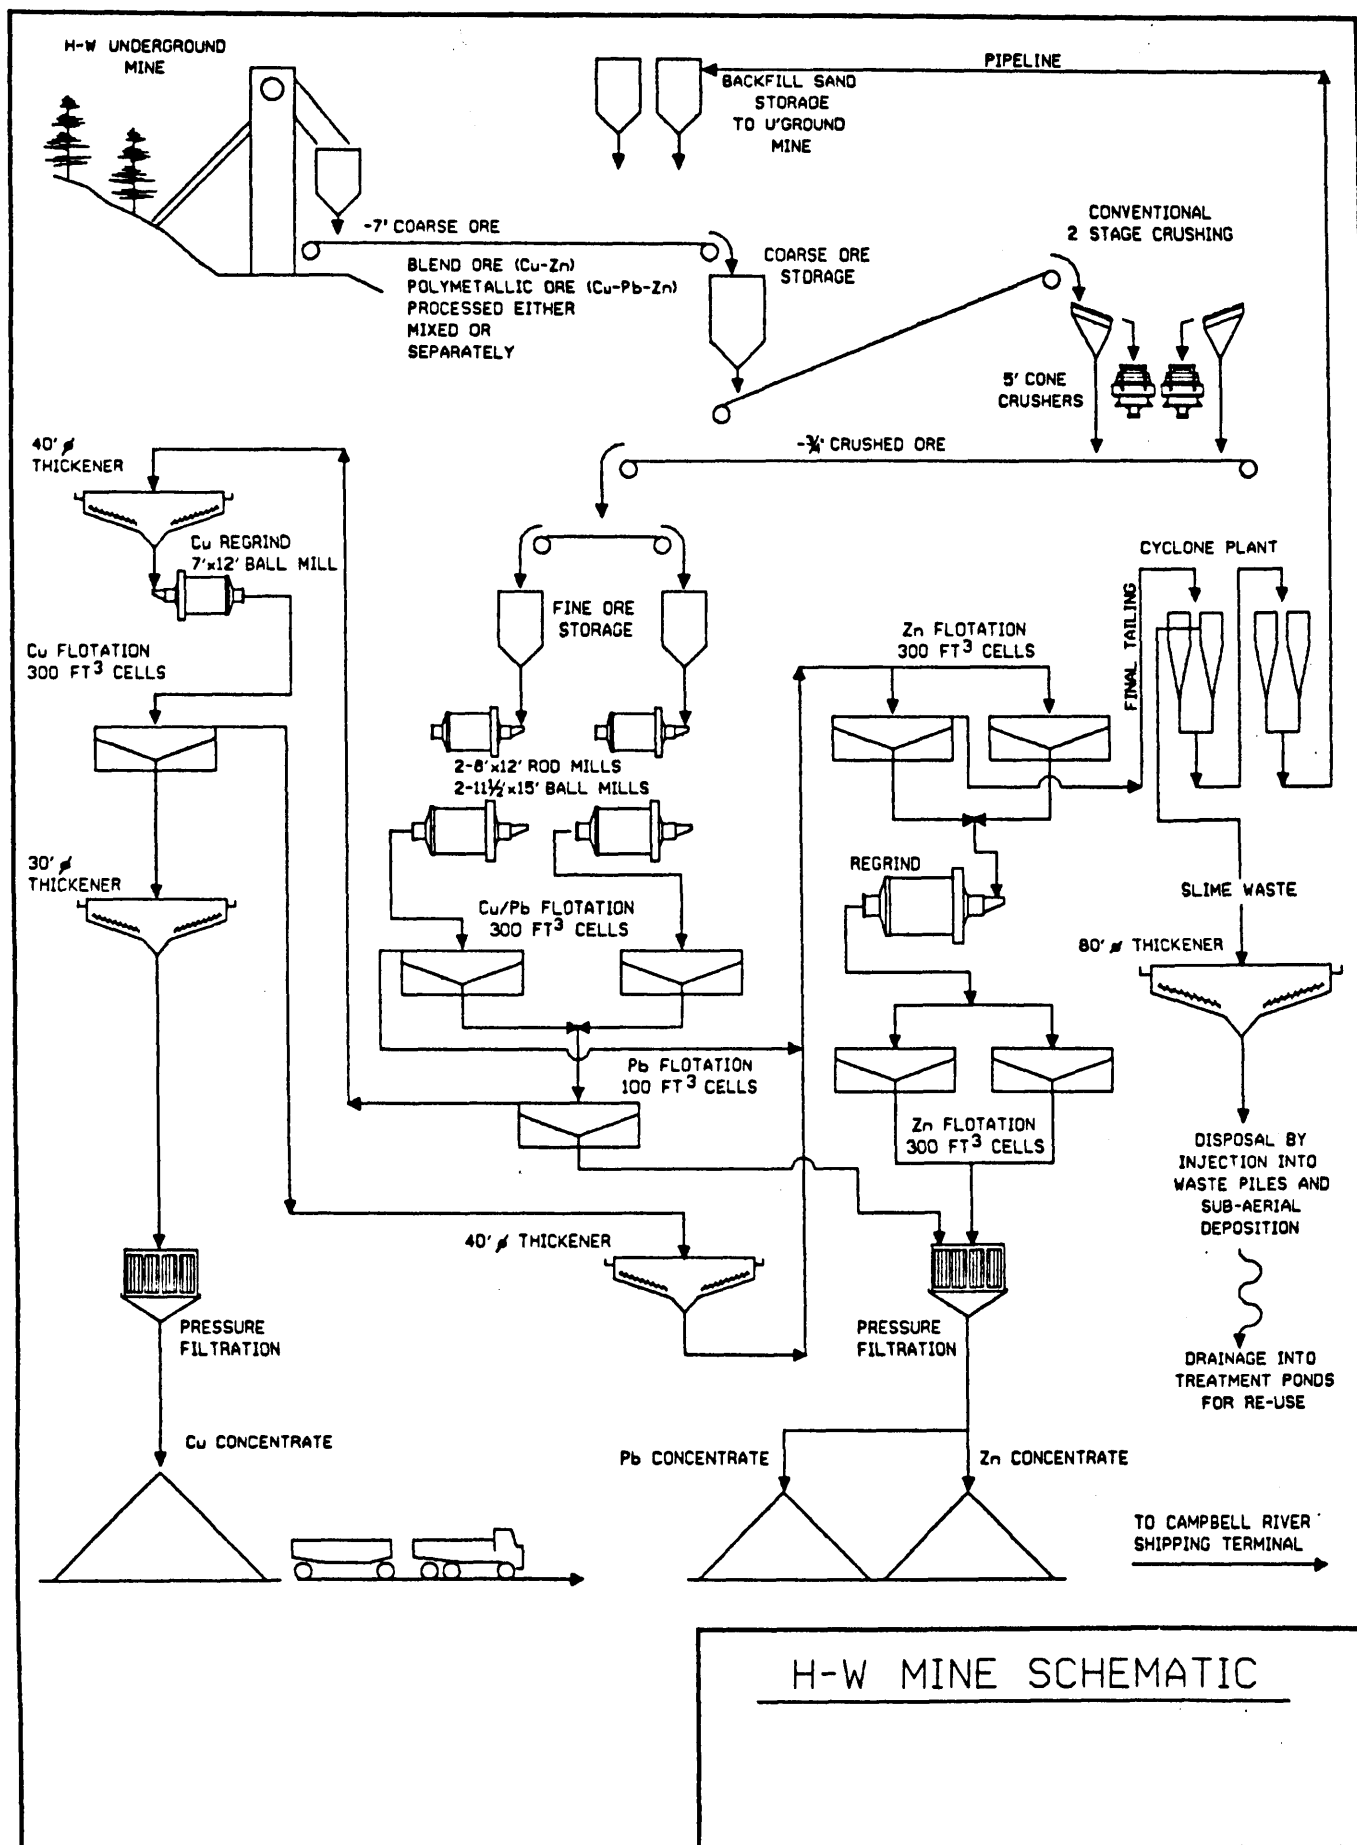 H-W UNDERGROUND
MINE
PIPELINE
BACKFILL SAND
STORAGE
TO U'GROUND
MINE
-7' COARSE ORE
BLEND ORE (Cu-Zn)
POLYMETALLIC ORE (Cu-Pb-Zn)
PROCESSED EITHER
MIXED OR
SEPARATELY
COARSE ORE
STORAGE
CONVENTIONAL
2 STAGE CRUSHING
5' CONE
CRUSHERS
-¾' CRUSHED ORE
40' ⌀
THICKENER
Cu REGRIND
7'x12' BALL MILL
Cu FLOTATION
300 FT³ CELLS
FINE ORE
STORAGE
2-8'x12' ROD MILLS
2-11½'x15' BALL MILLS
Zn FLOTATION
300 FT³ CELLS
FINAL TAILING
CYCLONE PLANT
30' ⌀
THICKENER
Cu/Pb FLOTATION
300 FT³ CELLS
REGRIND
SLIME WASTE
80' ⌀ THICKENER
Pb FLOTATION
100 FT³ CELLS
Zn FLOTATION
300 FT³ CELLS
DISPOSAL BY
INJECTION INTO
WASTE PILES AND
SUB-AERIAL
DEPOSITION
40' ⌀ THICKENER
PRESSURE
FILTRATION
PRESSURE
FILTRATION
DRAINAGE INTO
TREATMENT PONDS
FOR RE-USE
Cu CONCENTRATE
Pb CONCENTRATE
Zn CONCENTRATE
TO CAMPBELL RIVER
SHIPPING TERMINAL
H-W MINE SCHEMATIC